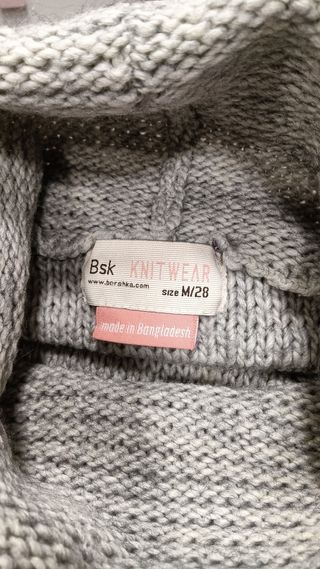 Bsk KNITWEAR
www.bershka.com
SIZE M/28
made in Bangladesh